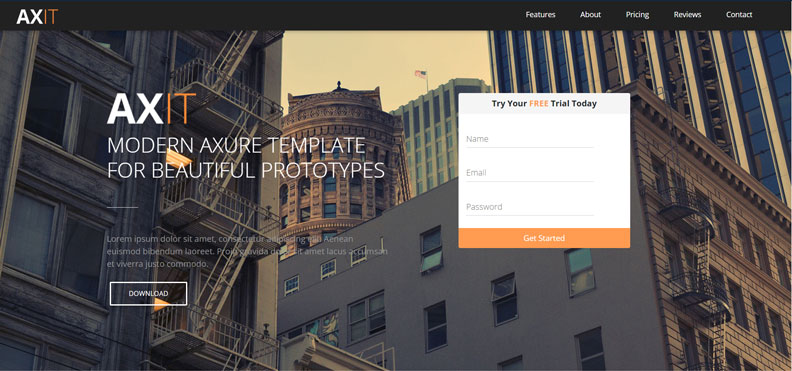 AXIT
Features
About
Pricing
Reviews
Contact
AXIT
MODERN AXURE TEMPLATE
FOR BEAUTIFUL PROTOTYPES
Lorem ipsum dolor sit amet, consectetur adipiscing elit. Aenean
euismod bibendum laoreet. Proin gravida dolor sit amet lacus accumsan
et viverra justo commodo.
DOWNLOAD
Try Your FREE Trial Today
Name
Email
Password
Get Started